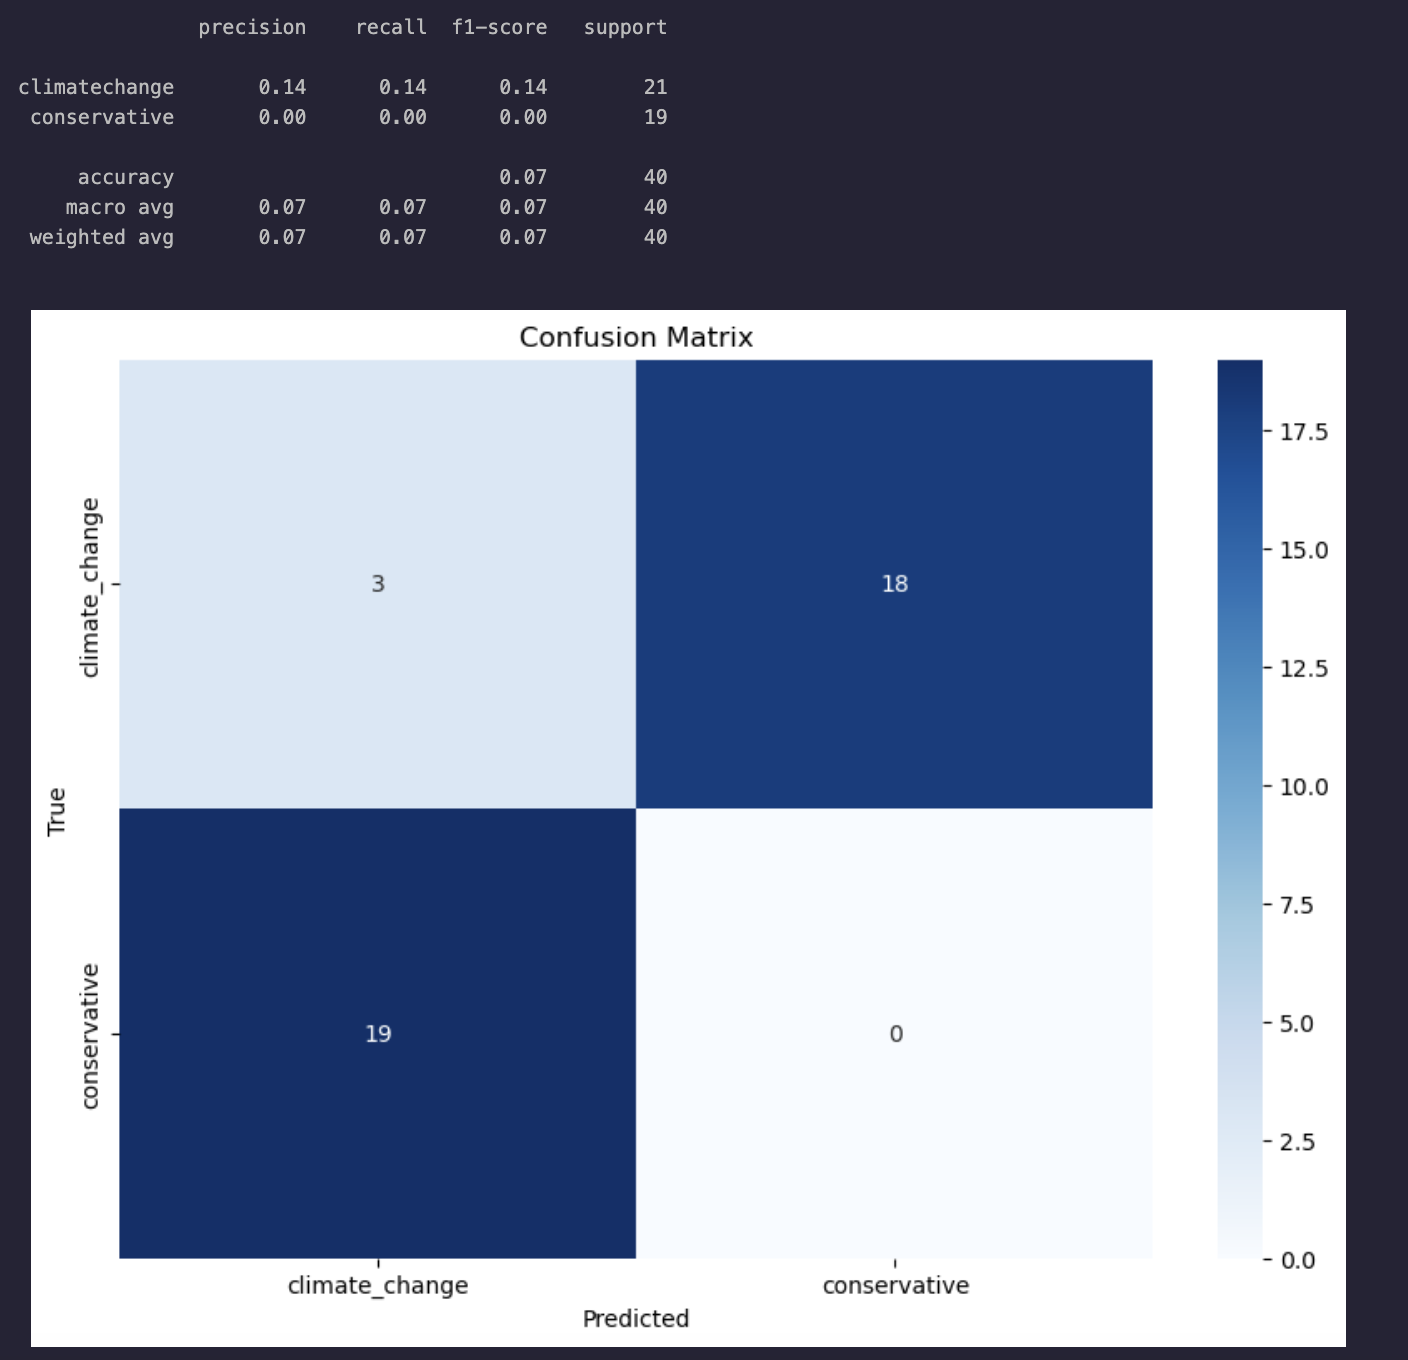 precision recall f1-score support
climatechange 0.14 0.14 0.14 21
conservative 0.00 0.00 0.00 19
accuracy 0.07 40
macro avg 0.07 0.07 0.07 40
weighted avg 0.07 0.07 0.07 40
Confusion Matrix
True
climate_change
conservative
3
18
19
0
climate_change
conservative
Predicted
17.5
15.0
12.5
10.0
7.5
5.0
2.5
0.0